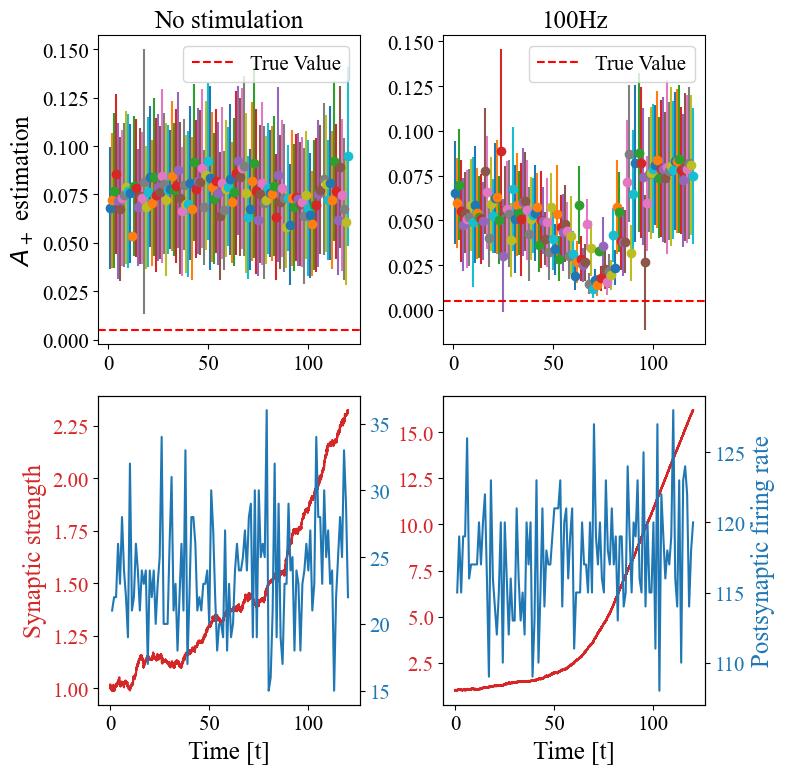 No stimulation
100Hz
A+ estimation
0.150
0.125
0.100
0.075
0.050
0.025
0.000
True Value
0 50 100
0.150
0.125
0.100
0.075
0.050
0.025
0.000
True Value
0 50 100
Synaptic strength
2.25
2.00
1.75
1.50
1.25
1.00
35
30
25
20
15
0 50 100
Time [t]
15.0
12.5
10.0
7.5
5.0
2.5
125
120
115
110
Postsynaptic firing rate
0 50 100
Time [t]